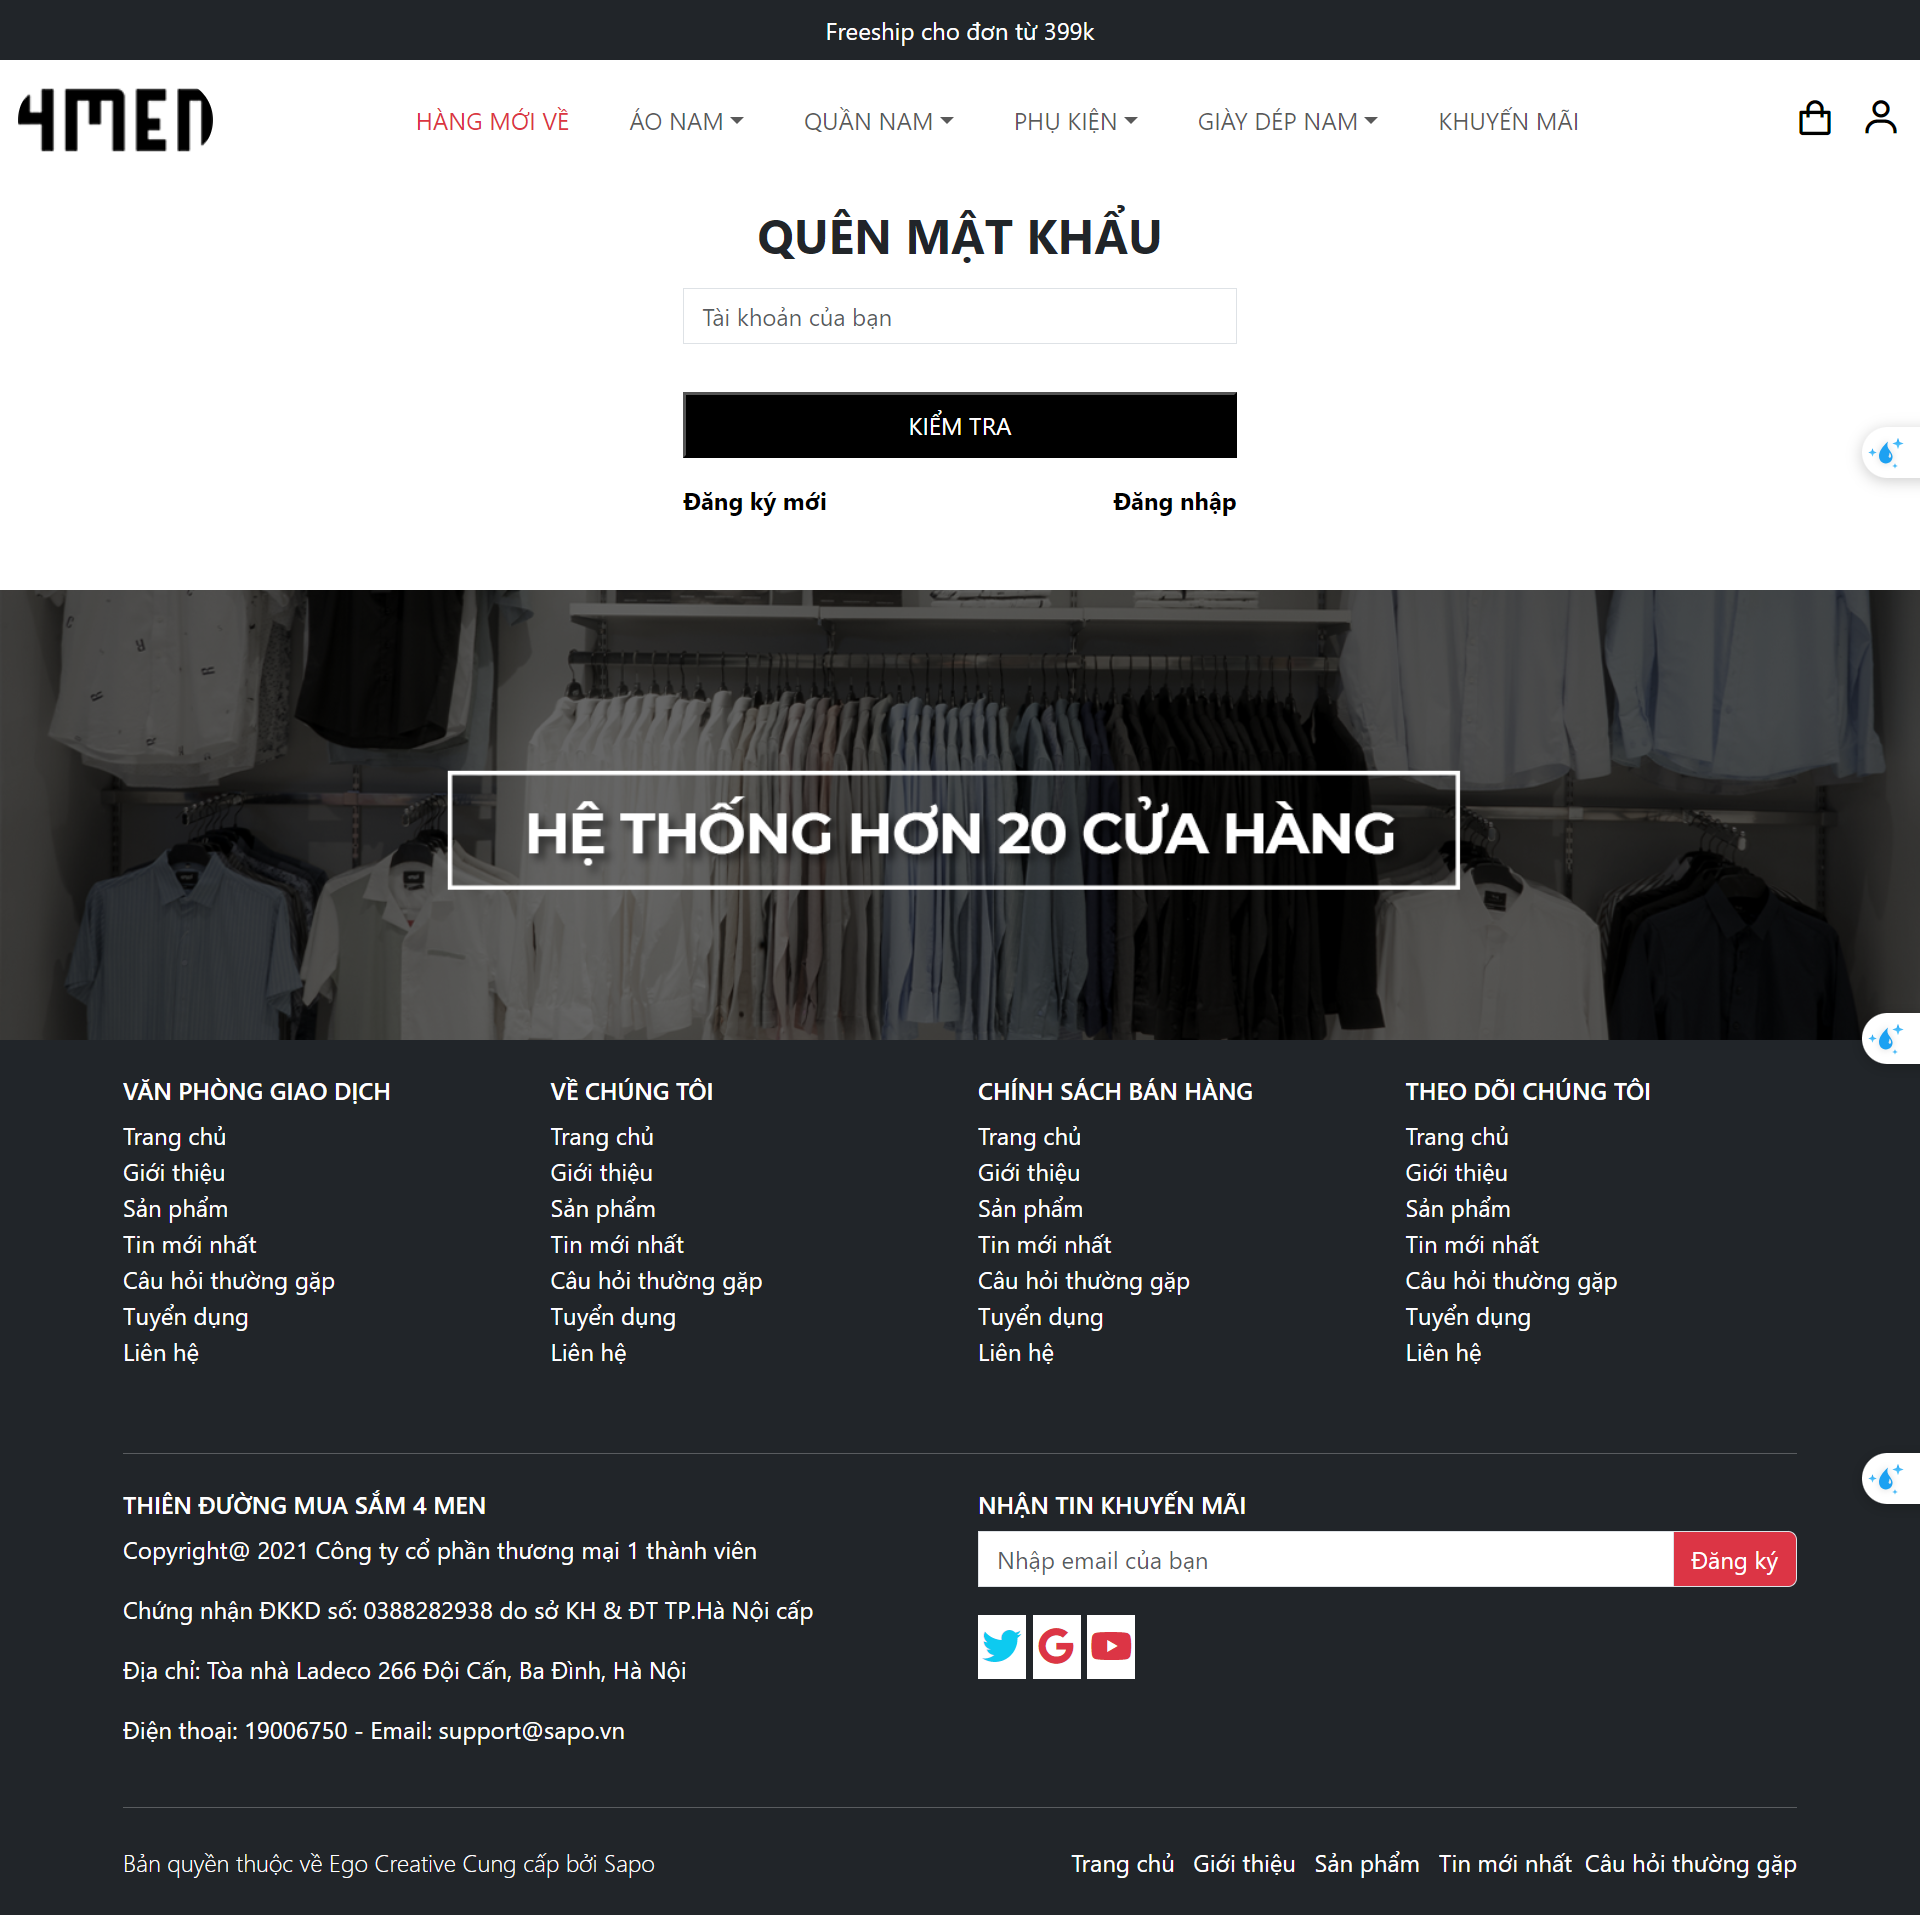 Freeship cho đơn từ 399k
4MEN
HÀNG MỚI VỀ
ÁO NAM
QUẦN NAM
PHỤ KIỆN
GIÀY DÉP NAM
KHUYẾN MÃI
QUÊN MẬT KHẨU
Tài khoản của bạn
KIỂM TRA
Đăng ký mới
Đăng nhập
HỆ THỐNG HƠN 20 CỬA HÀNG
VĂN PHÒNG GIAO DỊCH
Trang chủ
Giới thiệu
Sản phẩm
Tin mới nhất
Câu hỏi thường gặp
Tuyển dụng
Liên hệ
VỀ CHÚNG TÔI
Trang chủ
Giới thiệu
Sản phẩm
Tin mới nhất
Câu hỏi thường gặp
Tuyển dụng
Liên hệ
CHÍNH SÁCH BÁN HÀNG
Trang chủ
Giới thiệu
Sản phẩm
Tin mới nhất
Câu hỏi thường gặp
Tuyển dụng
Liên hệ
THEO DÕI CHÚNG TÔI
Trang chủ
Giới thiệu
Sản phẩm
Tin mới nhất
Câu hỏi thường gặp
Tuyển dụng
Liên hệ
THIÊN ĐƯỜNG MUA SẮM 4 MEN
Copyright@ 2021 Công ty cổ phần thương mại 1 thành viên
Chứng nhận ĐKKD số: 0388282938 do sở KH & ĐT TP.Hà Nội cấp
Địa chỉ: Tòa nhà Ladeco 266 Đội Cấn, Ba Đình, Hà Nội
Điện thoại: 19006750 - Email: support@sapo.vn
NHẬN TIN KHUYẾN MÃI
Nhập email của bạn
Đăng ký
Bản quyền thuộc về Ego Creative Cung cấp bởi Sapo
Trang chủ Giới thiệu Sản phẩm Tin mới nhất Câu hỏi thường gặp